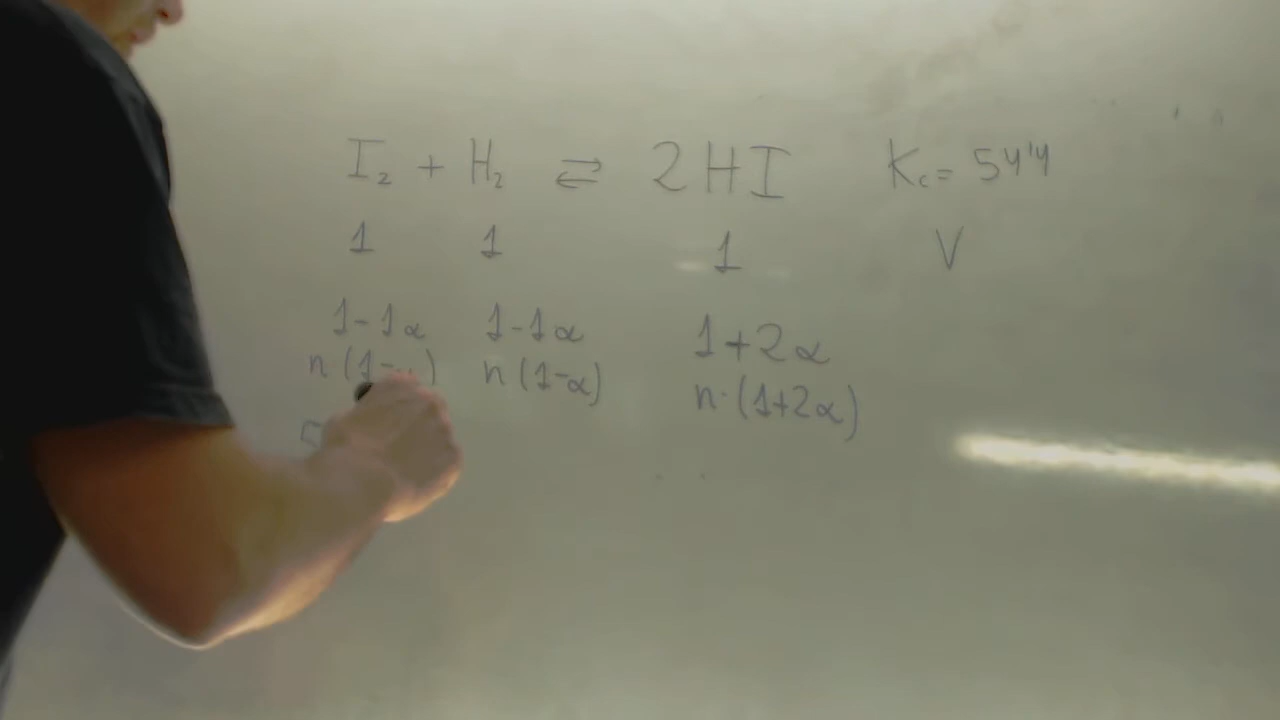 I₂ + H₂ ⇄ 2HI Kc = 54'4
1 1 1 V
1-1α 1-1α 1+2α
n(1-α) n(1-α) n·(1+2α)